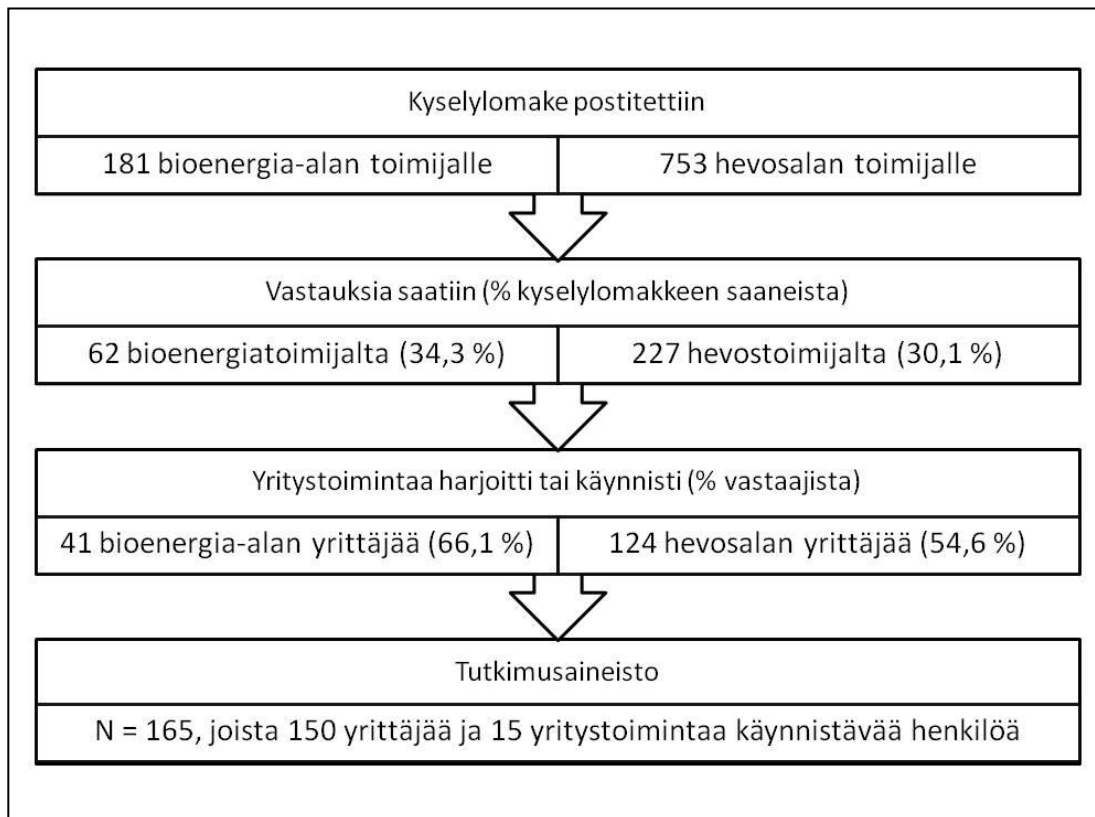 Kyselylomake postitettiin
181 bioenergia-alan toimijalle
753 hevosalan toimijalle
Vastauksia saatiin (% kyselylomakkeen saaneista)
62 bioenergiatoimijalta (34,3 %)
227 hevostoimijalta (30,1 %)
Yritystoimintaa harjoitti tai käynnisti (% vastaajista)
41 bioenergia-alan yrittäjää (66,1 %)
124 hevosalan yrittäjää (54,6 %)
Tutkimusaineisto
N = 165, joista 150 yrittäjää ja 15 yritystoimintaa käynnistävää henkilöä